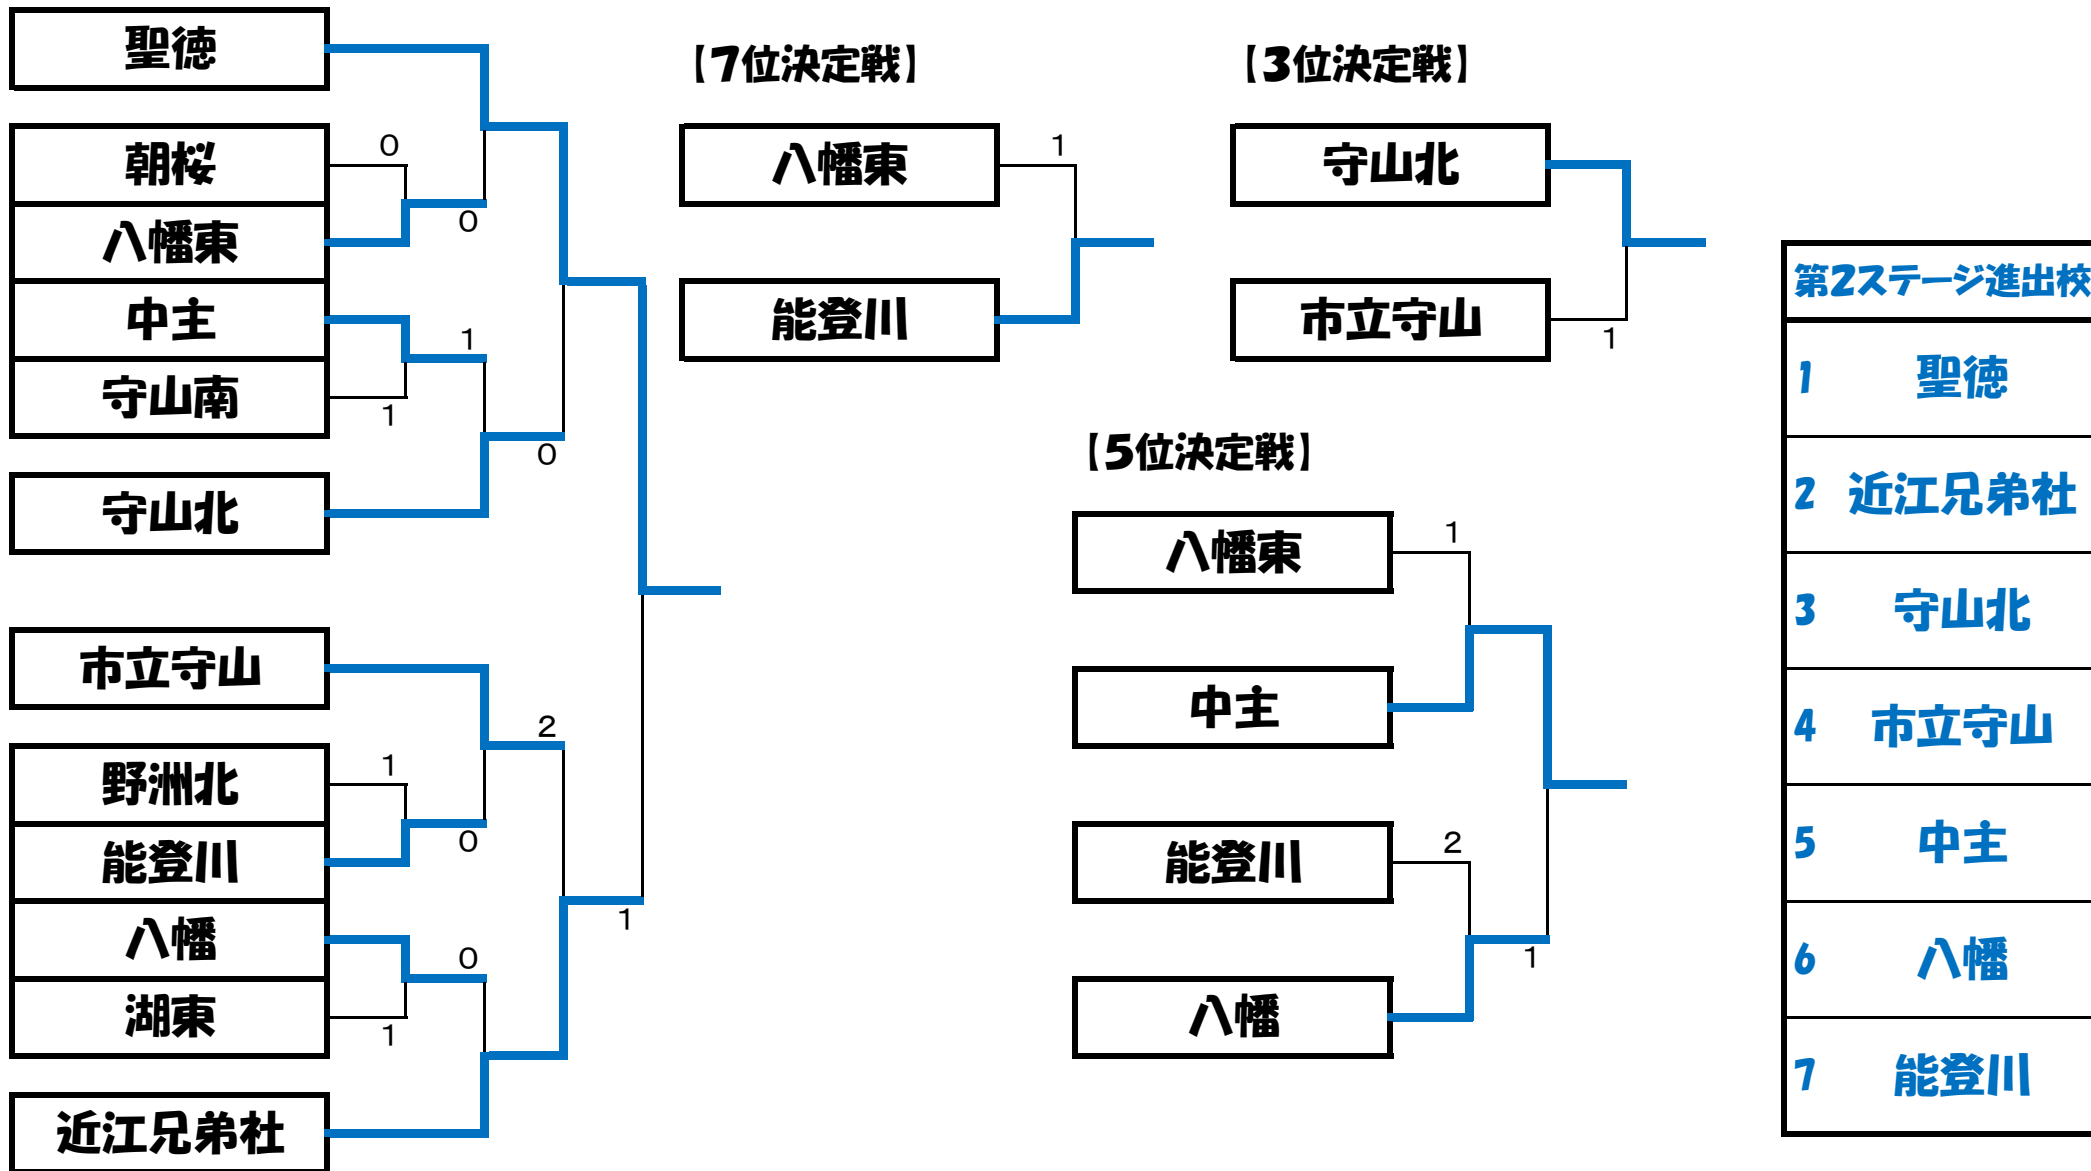 聖徳
朝桜
0
八幡東
0
中主
1
守山南
1
守山北
0
市立守山
2
野洲北
1
能登川
0
八幡
0
湖東
1
近江兄弟社
1
【7位決定戦】
八幡東
1
能登川
【3位決定戦】
守山北
市立守山
1
【5位決定戦】
八幡東
1
中主
能登川
2
八幡
1
第2ステージ進出校
1 聖徳
2 近江兄弟社
3 守山北
4 市立守山
5 中主
6 八幡
7 能登川